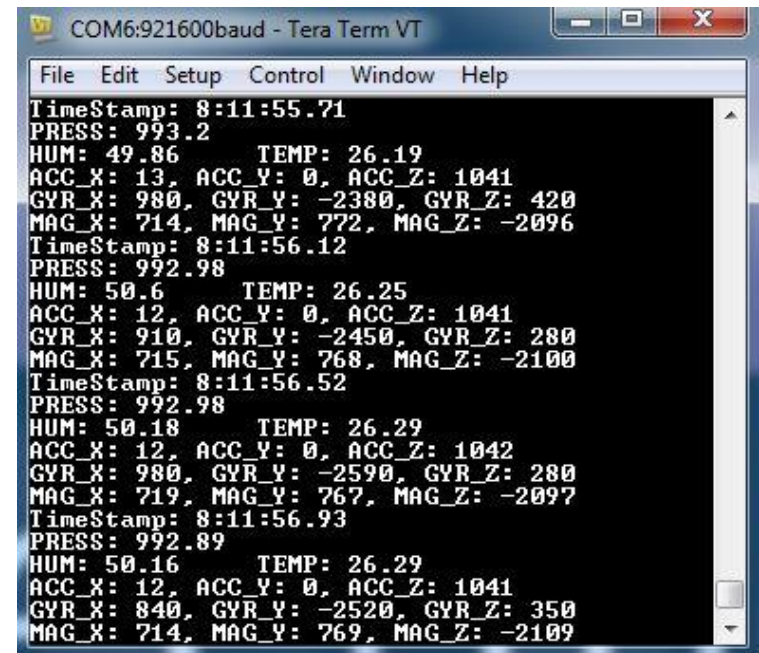 COM6:921600baud - Tera Term VT
File Edit Setup Control Window Help
TimeStamp: 8:11:55.71
PRESS: 993.2
HUM: 49.86 TEMP: 26.19
ACC_X: 13, ACC_Y: 0, ACC_Z: 1041
GYR_X: 980, GYR_Y: -2380, GYR_Z: 420
MAG_X: 714, MAG_Y: 772, MAG_Z: -2096
TimeStamp: 8:11:56.12
PRESS: 992.98
HUM: 50.6 TEMP: 26.25
ACC_X: 12, ACC_Y: 0, ACC_Z: 1041
GYR_X: 910, GYR_Y: -2450, GYR_Z: 280
MAG_X: 715, MAG_Y: 768, MAG_Z: -2100
TimeStamp: 8:11:56.52
PRESS: 992.98
HUM: 50.18 TEMP: 26.29
ACC_X: 12, ACC_Y: 0, ACC_Z: 1042
GYR_X: 980, GYR_Y: -2590, GYR_Z: 280
MAG_X: 719, MAG_Y: 767, MAG_Z: -2097
TimeStamp: 8:11:56.93
PRESS: 992.89
HUM: 50.16 TEMP: 26.29
ACC_X: 12, ACC_Y: 0, ACC_Z: 1041
GYR_X: 840, GYR_Y: -2520, GYR_Z: 350
MAG_X: 714, MAG_Y: 769, MAG_Z: -2109